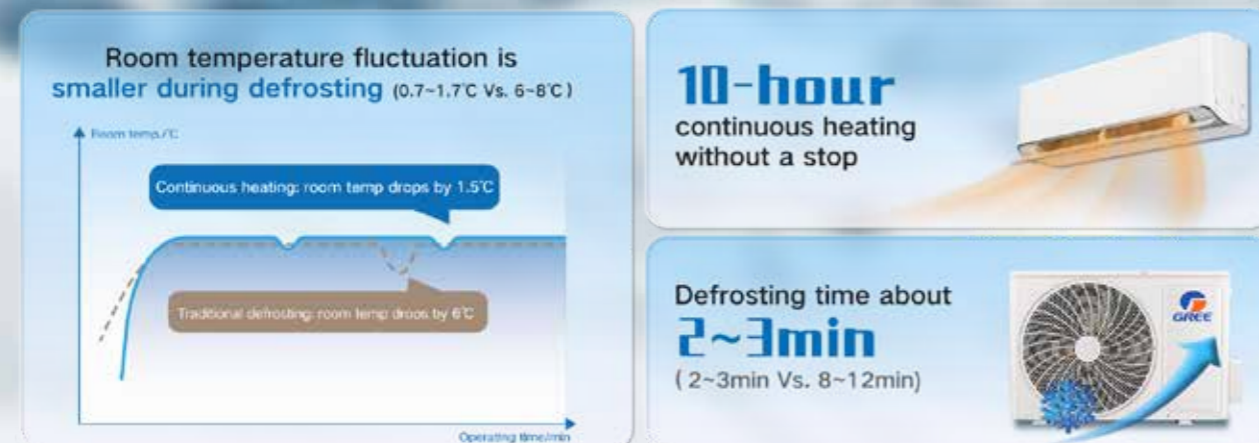 Room temperature fluctuation is
smaller during defrosting (0.7~1.7℃ Vs. 6~8℃)
Room temp./℃
Continuous heating: room temp drops by 1.5℃
Traditional defrosting: room temp drops by 6℃
Operating time/min
10-hour
continuous heating
without a stop
Defrosting time about
2~3min
(2~3min Vs. 8~12min)
GREE